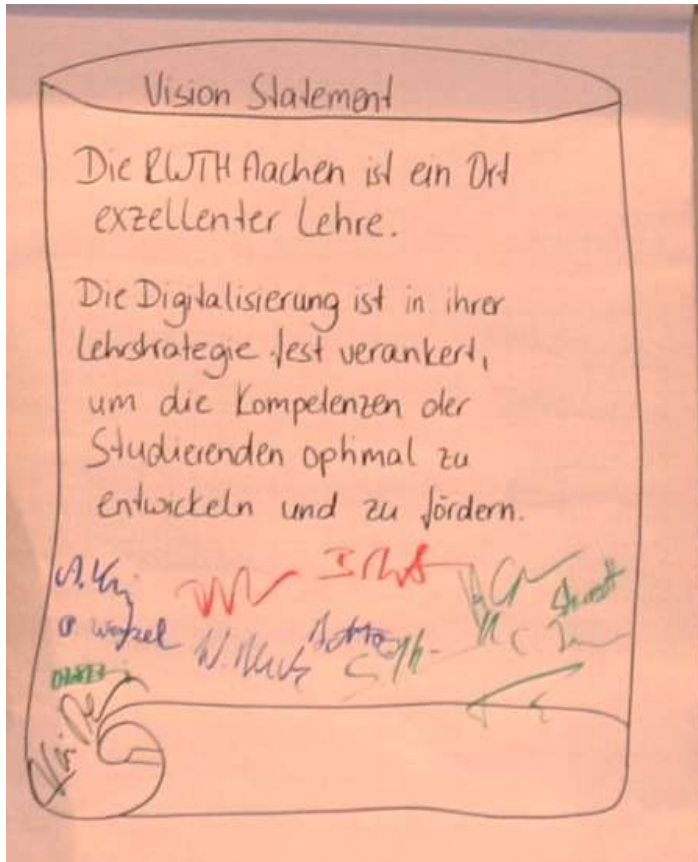 Vision Statement
Die RWTH Aachen ist ein Ort
exzellenter Lehre.
Die Digitalisierung ist in ihrer
Lehrstrategie fest verankert,
um die Kompetenzen der
Studierenden optimal zu
entwickeln und zu fördern.